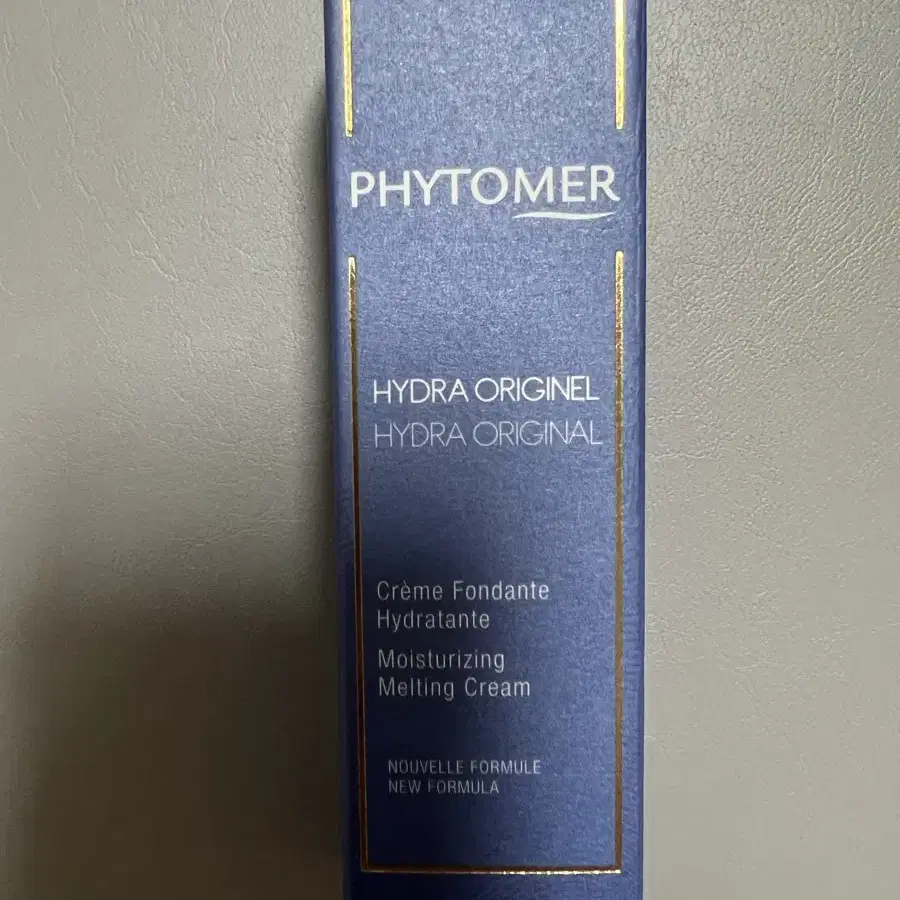 PHYTOMER
HYDRA ORIGINEL
HYDRA ORIGINAL
Crème Fondante
Hydratante
Moisturizing
Melting Cream
NOUVELLE FORMULE
NEW FORMULA